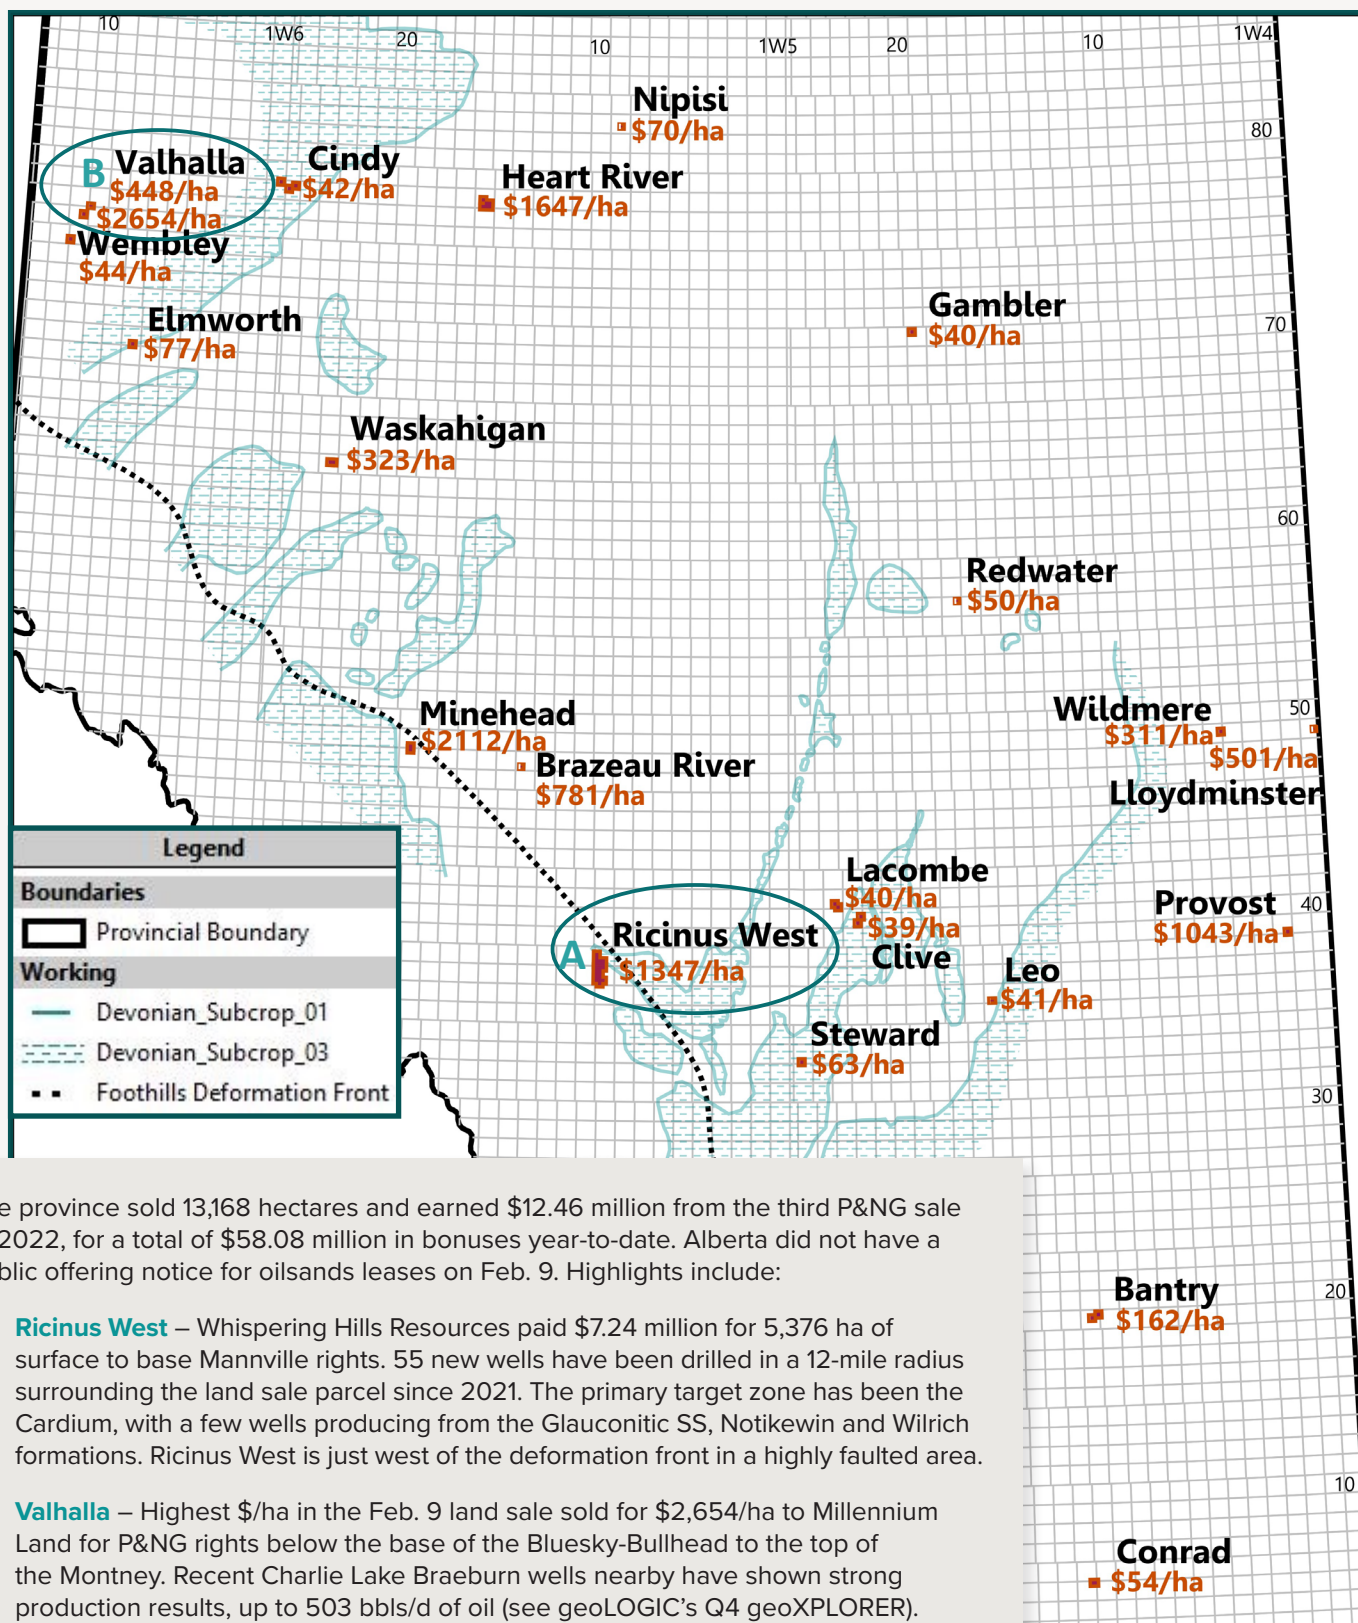 10
1W6
20
10
1W5
20
10
1W4
Nipisi
$70/ha
80
B Valhalla
$448/ha
$2654/ha
Cindy
$42/ha
Heart River
$1647/ha
Wembley
$44/ha
Elmworth
$77/ha
Gambler
$40/ha
70
Waskahigan
$323/ha
60
Redwater
$50/ha
Minehead
$2112/ha
Brazeau River
$781/ha
50
Wildmere
$311/ha
$501/ha
Lloydminster
Legend
Boundaries
Provincial Boundary
Working
Devonian_Subcrop_01
Devonian_Subcrop_03
Foothills Deformation Front
Lacombe
$40/ha
$39/ha
Clive
Provost
$1043/ha
40
A Ricinus West
$1347/ha
Leo
$41/ha
Steward
$63/ha
30
e province sold 13,168 hectares and earned $12.46 million from the third P&NG sale
2022, for a total of $58.08 million in bonuses year-to-date. Alberta did not have a
blic offering notice for oilsands leases on Feb. 9. Highlights include:
Ricinus West – Whispering Hills Resources paid $7.24 million for 5,376 ha of
surface to base Mannville rights. 55 new wells have been drilled in a 12-mile radius
surrounding the land sale parcel since 2021. The primary target zone has been the
Cardium, with a few wells producing from the Glauconitic SS, Notikewin and Wilrich
formations. Ricinus West is just west of the deformation front in a highly faulted area.
Valhalla – Highest $/ha in the Feb. 9 land sale sold for $2,654/ha to Millennium
Land for P&NG rights below the base of the Bluesky-Bullhead to the top of
the Montney. Recent Charlie Lake Braeburn wells nearby have shown strong
production results, up to 503 bbls/d of oil (see geoLOGIC's Q4 geoXPLORER).
Bantry
$162/ha
20
10
Conrad
$54/ha